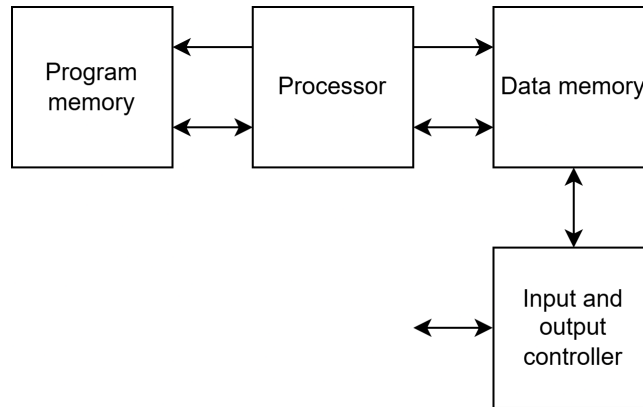 Program
memory
Processor
Data memory
Input and
output
controller